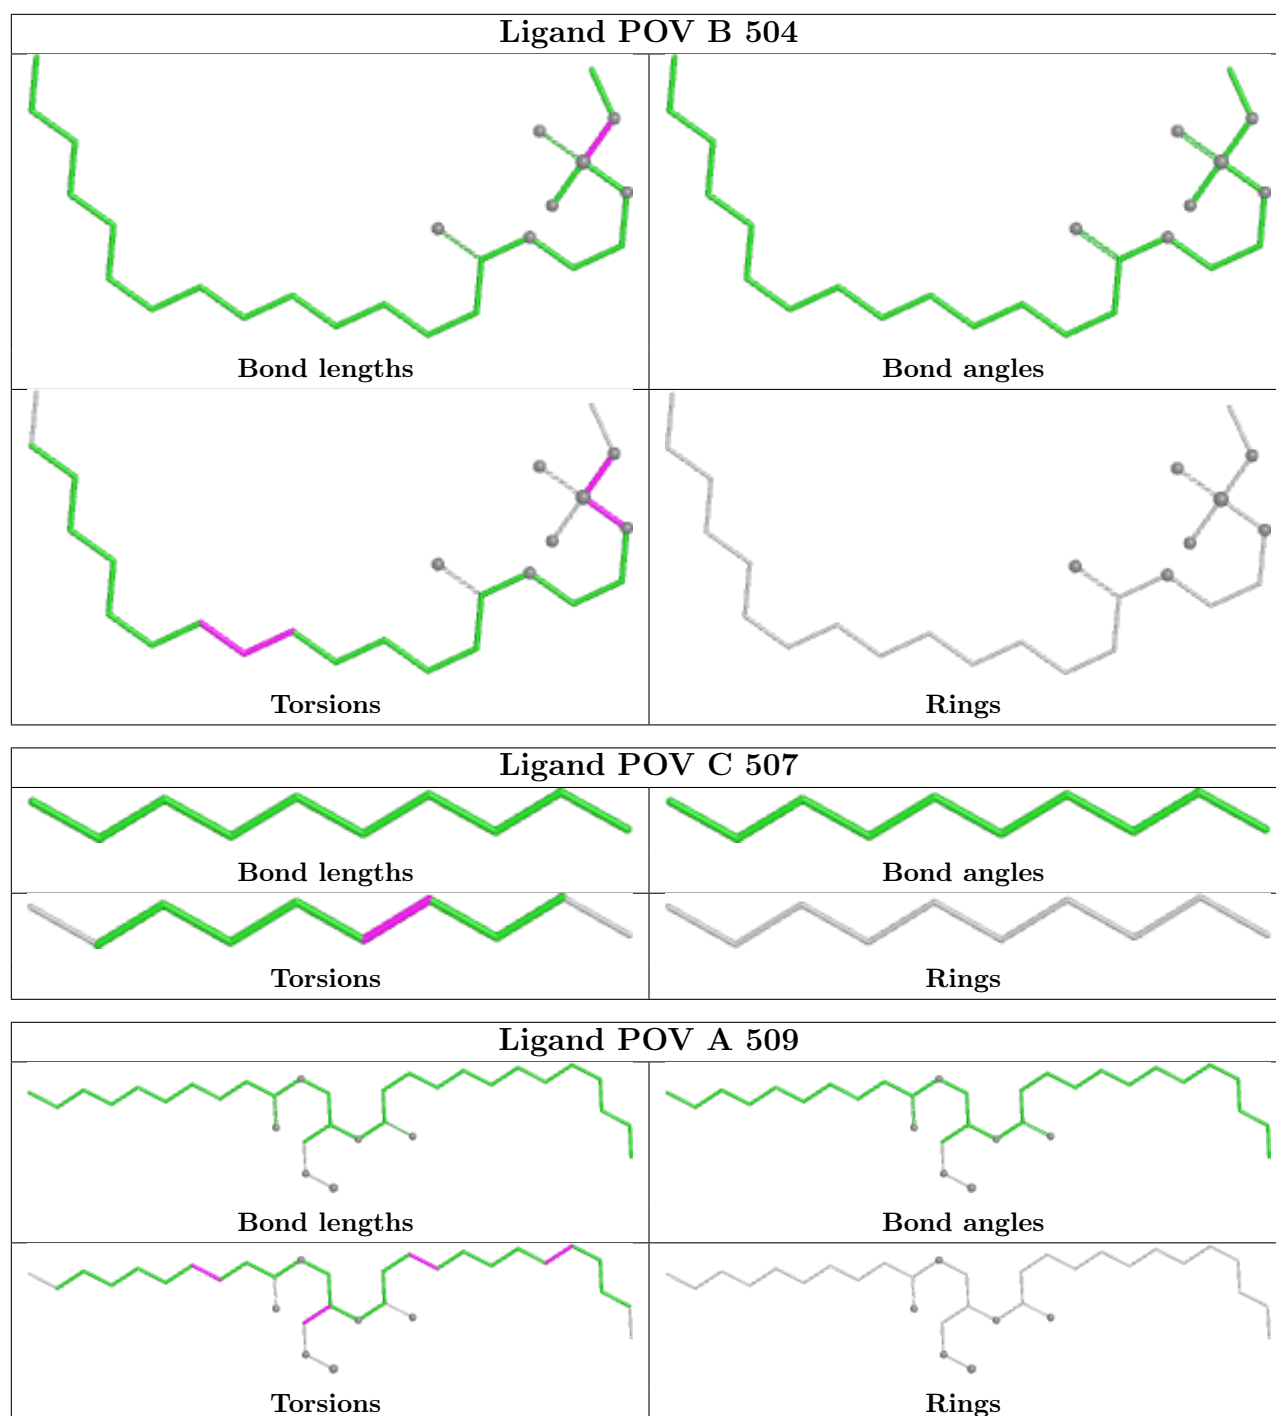 Ligand POV B 504
Bond lengths
Bond angles
Torsions
Rings
Ligand POV C 507
Bond lengths
Bond angles
Torsions
Rings
Ligand POV A 509
Bond lengths
Bond angles
Torsions
Rings